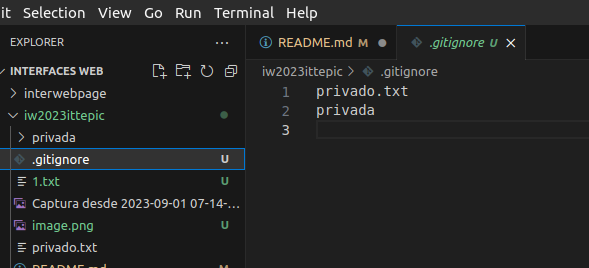 it Selection View Go Run Terminal Help
EXPLORER ...
README.md M
.gitignore U
INTERFACES WEB
iw2023ittepic > .gitignore
interwebpage
iw2023ittepic
privada
.gitignore U
1.txt U
Captura desde 2023-09-01 07-14-...
image.png U
privado.txt
README.md M
1 privado.txt
2 privada
3